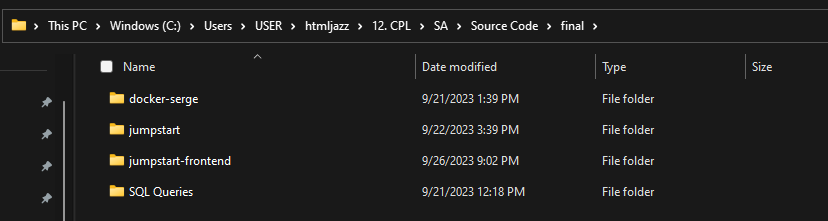 This PC > Windows (C:) > Users > USER > htmljazz > 12. CPL > SA > Source Code > final >
Name Date modified Type Size
docker-serge 9/21/2023 1:39 PM File folder
jumpstart 9/22/2023 3:39 PM File folder
jumpstart-frontend 9/26/2023 9:02 PM File folder
SQL Queries 9/21/2023 12:18 PM File folder